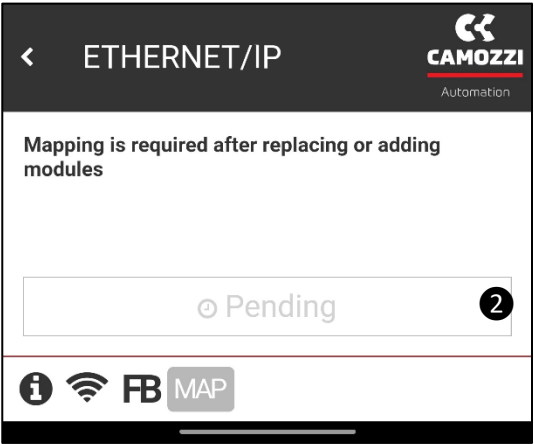 ETHERNET/IP
CAMOZZI
Automation
Mapping is required after replacing or adding
modules
Pending
2
FB MAP